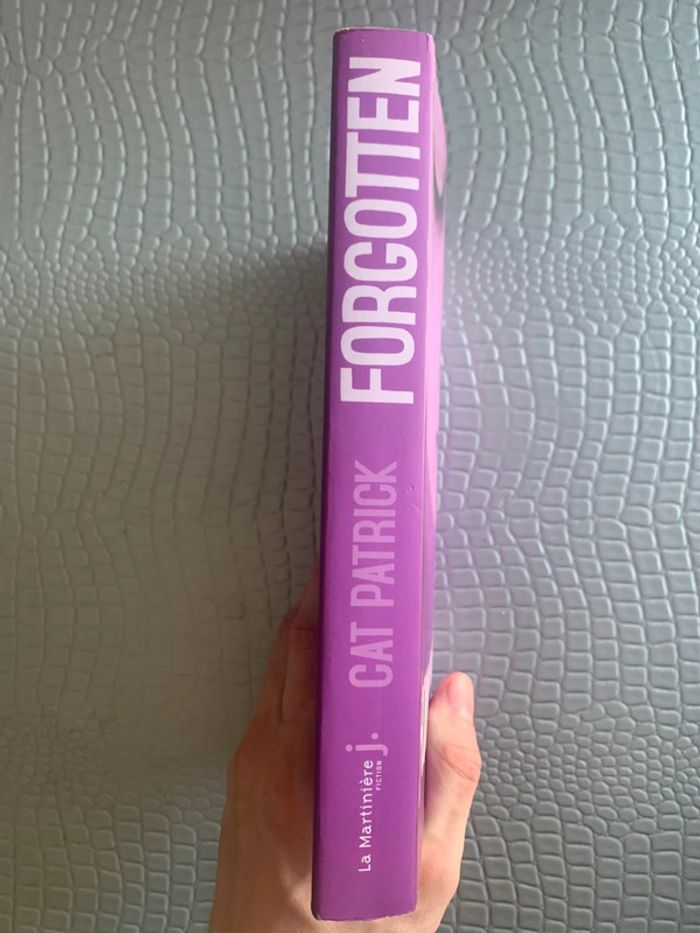 FORGOTTEN
CAT PATRICK
La Martinière j.
FICTION